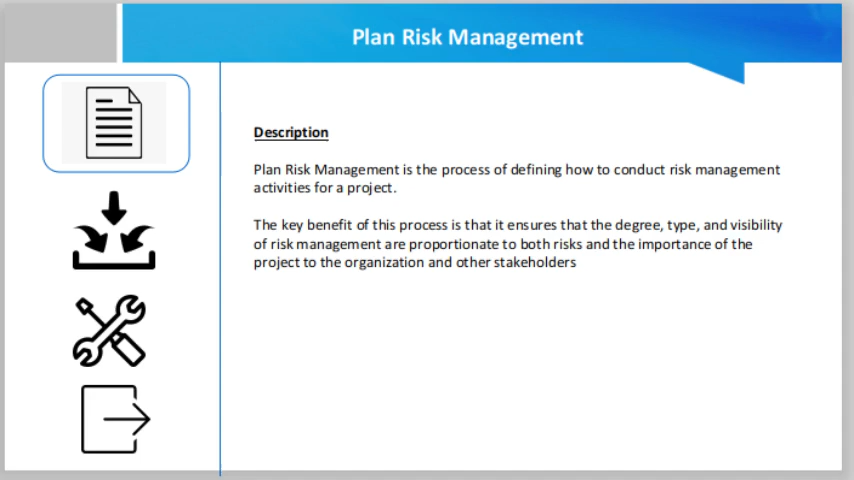 Plan Risk Management
Description
Plan Risk Management is the process of defining how to conduct risk management
activities for a project.
The key benefit of this process is that it ensures that the degree, type, and visibility
of risk management are proportionate to both risks and the importance of the
project to the organization and other stakeholders